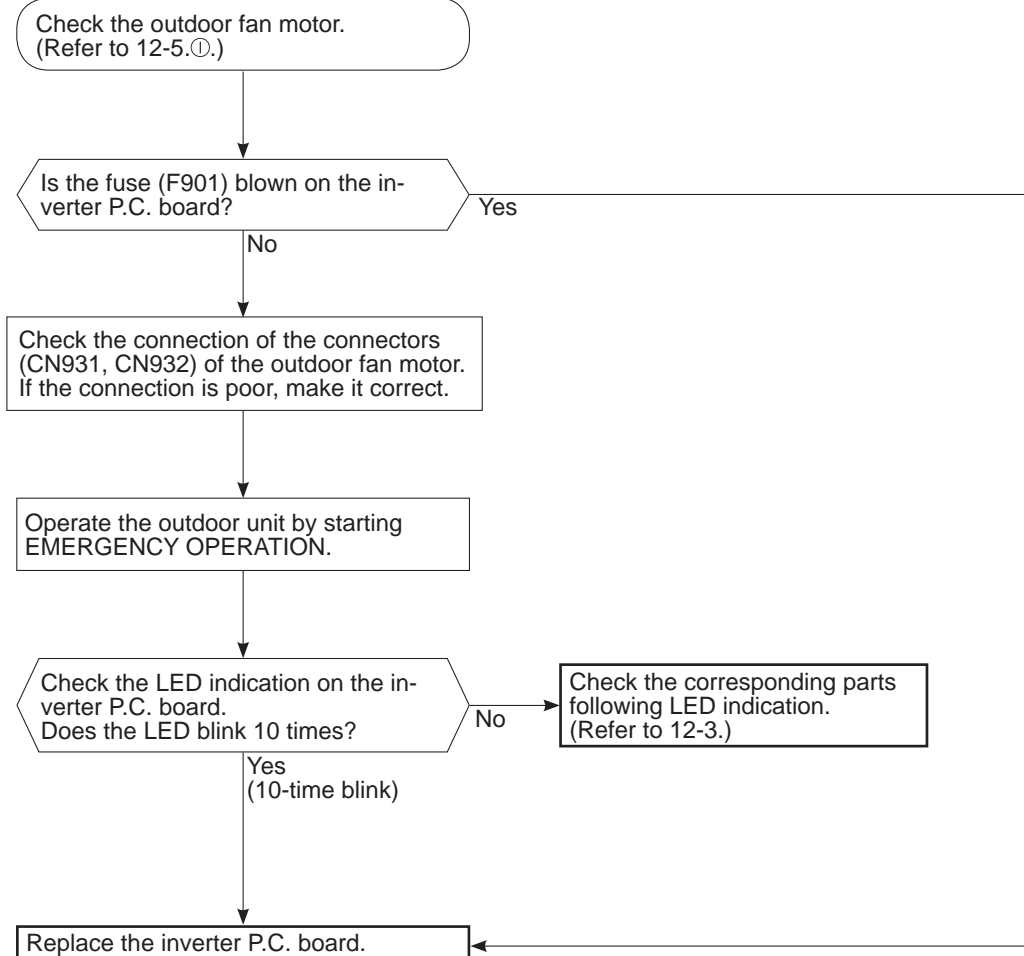 Check the outdoor fan motor.
(Refer to 12-5.Ⓘ.)
Is the fuse (F901) blown on the in-
verter P.C. board?
Yes
No
Check the connection of the connectors
(CN931, CN932) of the outdoor fan motor.
If the connection is poor, make it correct.
Operate the outdoor unit by starting
EMERGENCY OPERATION.
Check the LED indication on the in-
verter P.C. board.
Does the LED blink 10 times?
No
Check the corresponding parts
following LED indication.
(Refer to 12-3.)
Yes
(10-time blink)
Replace the inverter P.C. board.